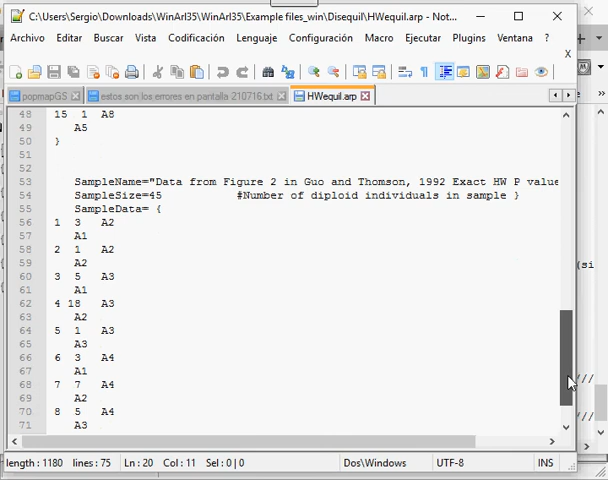 C:\Users\Sergio\Downloads\WinArl35\WinArl35\Example files_win\Disequil\HWequil.arp - Not...
Archivo Editar Buscar Vista Codificación Lenguaje Configuración Macro Ejecutar Plugins Ventana ?
X
popmapGS estos son los errores en pantalla 210716.txt HWequil.arp
48 15 1 A8
49 A5
50 }
51
52
53 SampleName="Data from Figure 2 in Guo and Thomson, 1992 Exact HW P value
54 SampleSize=45 #Number of diploid individuals in sample }
55 SampleData= {
56 1 3 A2
57 A1
58 2 1 A2
59 A2
60 3 5 A3
61 A1
62 4 18 A3
63 A2
64 5 1 A3
65 A3
66 6 3 A4
67 A1
68 7 7 A4
69 A2
70 8 5 A4
71 A3
(si
///
///
length : 1180 lines : 75 Ln : 20 Col : 11 Sel : 0 | 0 Dos\Windows UTF-8 INS